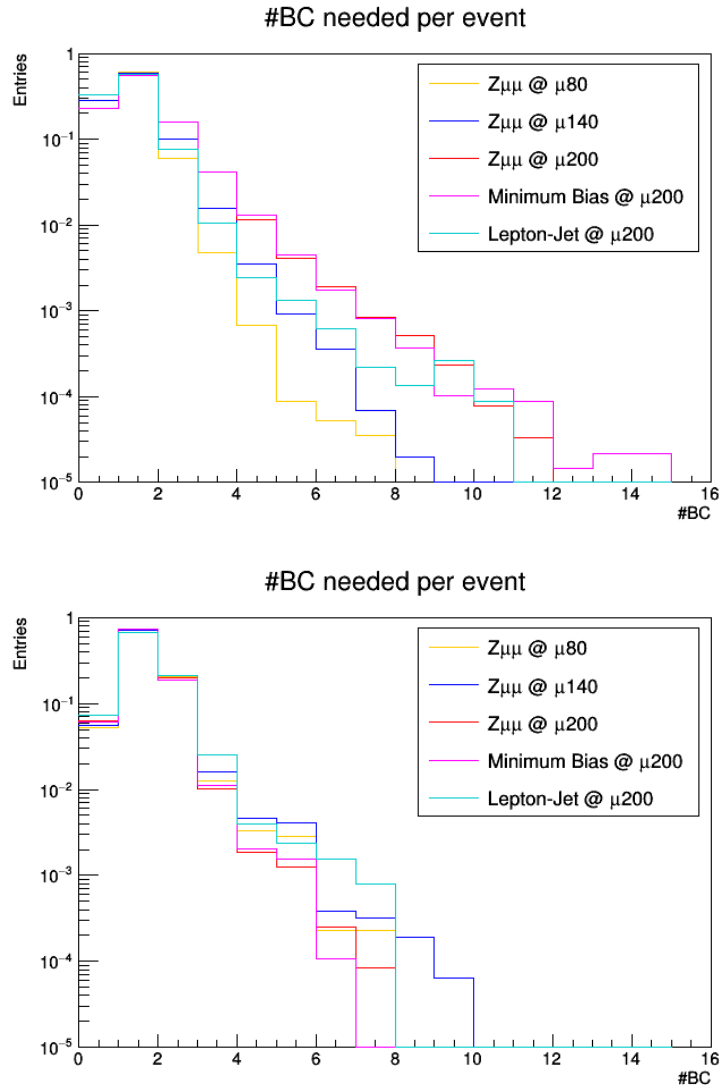 #BC needed per event
Entries
1
10⁻¹
10⁻²
10⁻³
10⁻⁴
10⁻⁵
Zμμ @ μ80
Zμμ @ μ140
Zμμ @ μ200
Minimum Bias @ μ200
Lepton-Jet @ μ200
0 2 4 6 8 10 12 14 16
#BC
#BC needed per event
Entries
1
10⁻¹
10⁻²
10⁻³
10⁻⁴
10⁻⁵
Zμμ @ μ80
Zμμ @ μ140
Zμμ @ μ200
Minimum Bias @ μ200
Lepton-Jet @ μ200
0 2 4 6 8 10 12 14 16
#BC